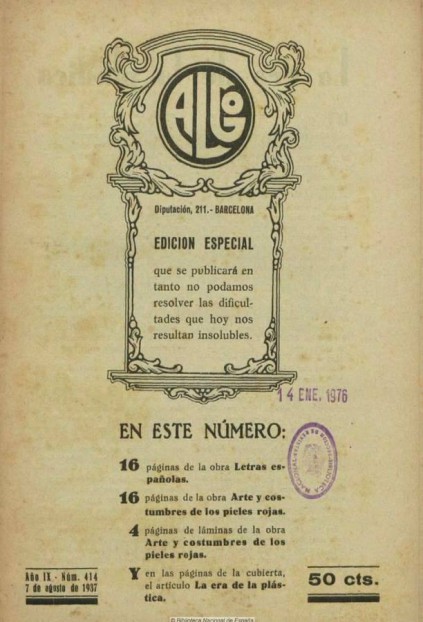 ALGO
Diputación, 211.- BARCELONA
EDICION ESPECIAL
que se publicará en
tanto no podamos
resolver las dificul-
tades que hoy nos
resultan insolubles.
14 ENE. 1976
EN ESTE NÚMERO:
16 páginas de la obra Letras es-
pañolas.
16 páginas de la obra Arte y cos-
tumbres de los pieles rojas.
4 páginas de láminas de la obra
Arte y costumbres de los
pieles rojas.
Y en las páginas de la cubierta,
el artículo La era de la plás-
tica.
Año IX - Núm. 414
7 de agosto de 1937
50 cts.
© Biblioteca Nacional de España